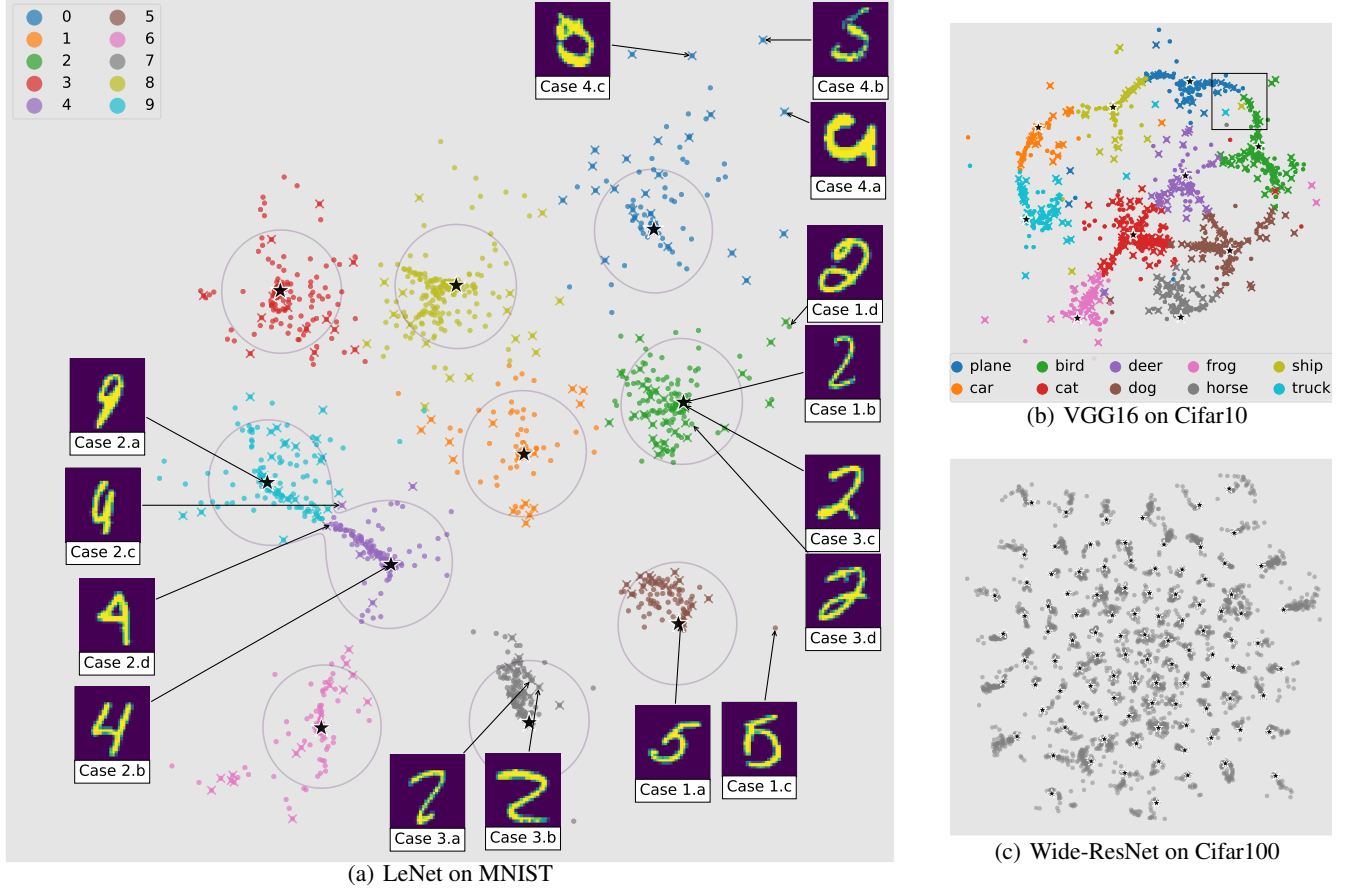 0 5
1 6
2 7
3 8
4 9
Case 4.c
Case 4.b
Case 4.a
Case 1.d
Case 1.b
Case 2.a
Case 2.c
Case 3.c
Case 2.d
Case 3.d
Case 2.b
Case 3.a
Case 3.b
Case 1.a
Case 1.c
(a) LeNet on MNIST
plane bird deer frog ship
car cat dog horse truck
(b) VGG16 on Cifar10
(c) Wide-ResNet on Cifar100